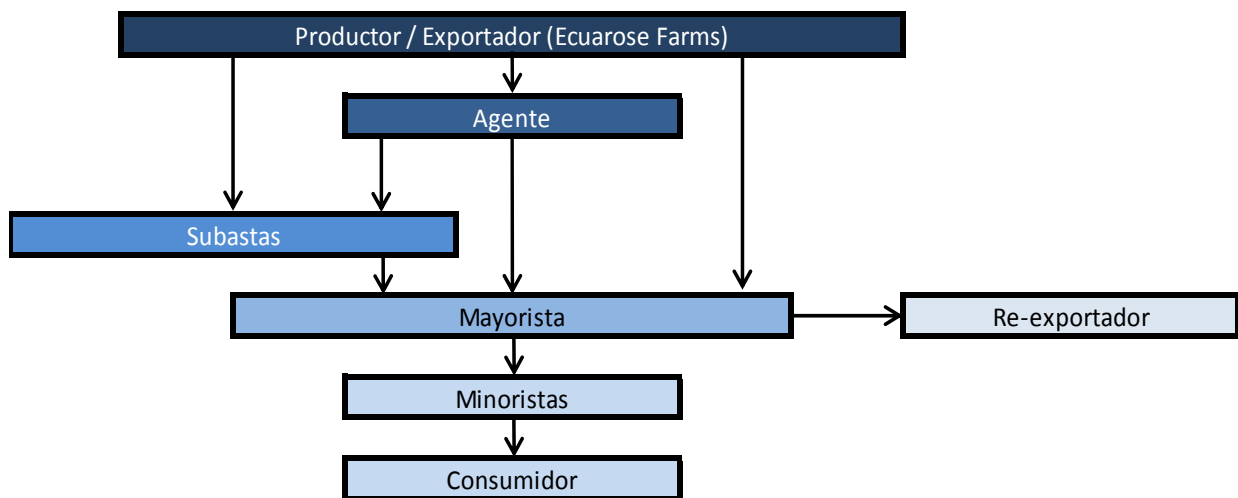 Productor / Exportador (Ecuarose Farms)
Agente
Subastas
Mayorista
Re-exportador
Minoristas
Consumidor